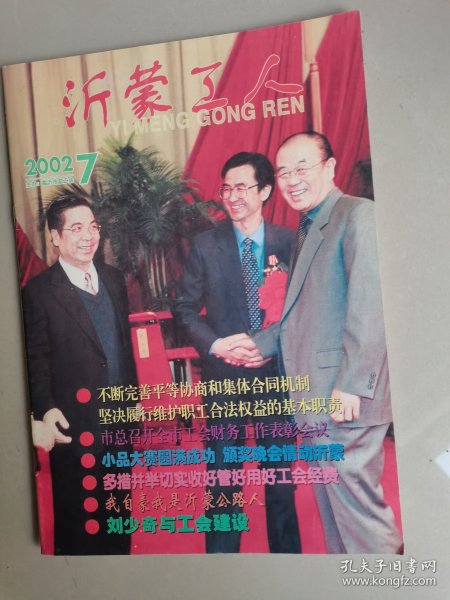 沂蒙工人
YI MENG GONG REN
2002 7
不断完善平等协商和集体合同机制
坚决履行维护职工合法权益的基本职责
市总召开全市工会财务工作表彰会议
小品大赛圆满成功 颁奖晚会情动沂蒙
多措并举切实收好管好用好工会经费
我自豪我是沂蒙公路人
刘少奇与工会建设
孔夫子旧书网
www.kongfz.com